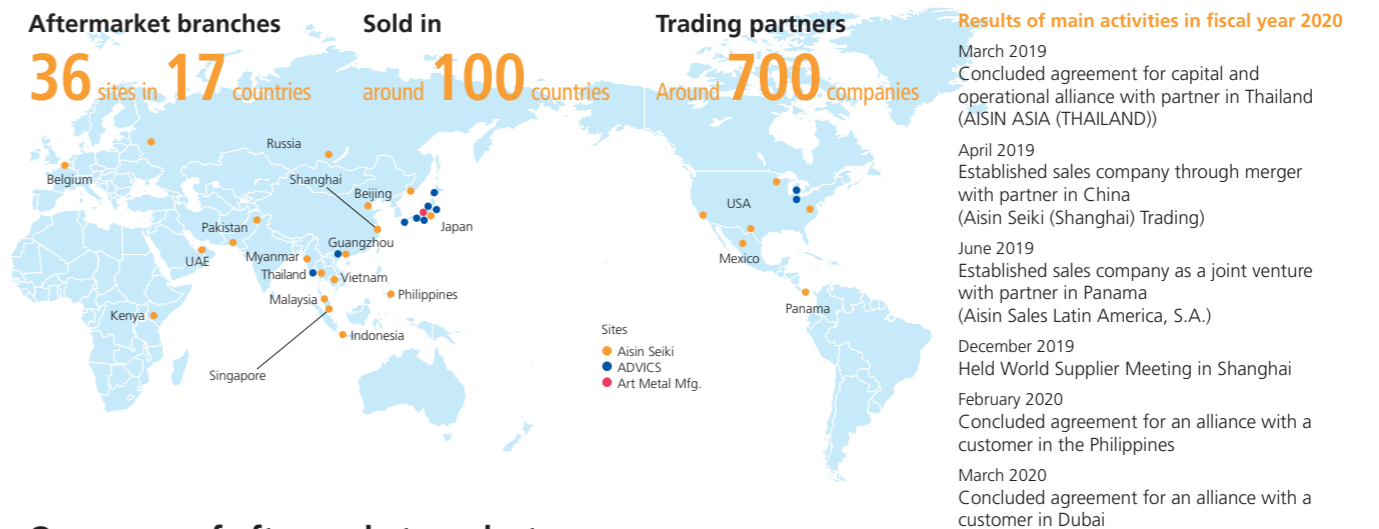 Aftermarket branches
36 sites in 17 countries
Sold in
around 100 countries
Trading partners
Around 700 companies
Russia
Shanghai
Beijing
Belgium
Japan
Pakistan
Guangzhou
UAE
Myanmar
Thailand
Vietnam
Malaysia
Philippines
Kenya
Indonesia
Singapore
USA
Mexico
Panama
Sites
Aisin Seiki
ADVICS
Art Metal Mfg.
Results of main activities in fiscal year 2020
March 2019
Concluded agreement for capital and
operational alliance with partner in Thailand
(AISIN ASIA (THAILAND))
April 2019
Established sales company through merger
with partner in China
(Aisin Seiki (Shanghai) Trading)
June 2019
Established sales company as a joint venture
with partner in Panama
(Aisin Sales Latin America, S.A.)
December 2019
Held World Supplier Meeting in Shanghai
February 2020
Concluded agreement for an alliance with a
customer in the Philippines
March 2020
Concluded agreement for an alliance with a
customer in Dubai